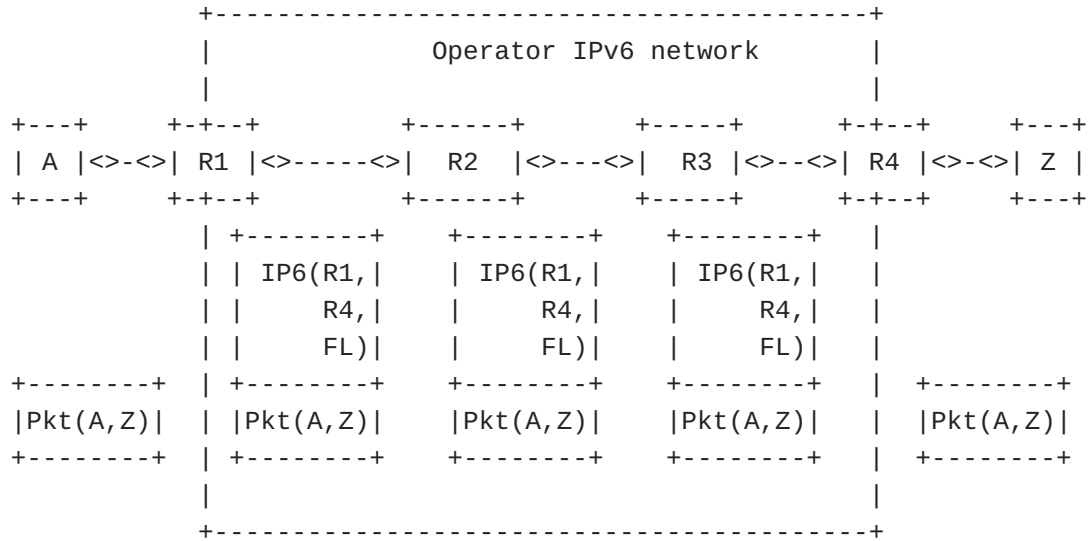 Operator IPv6 network
A <>-<> R1 <>-----<> R2 <>---<> R3 <>--<> R4 <>-<> Z
IP6(R1, IP6(R1, IP6(R1,
R4, R4, R4,
FL) FL) FL)
Pkt(A,Z) Pkt(A,Z) Pkt(A,Z) Pkt(A,Z) Pkt(A,Z)